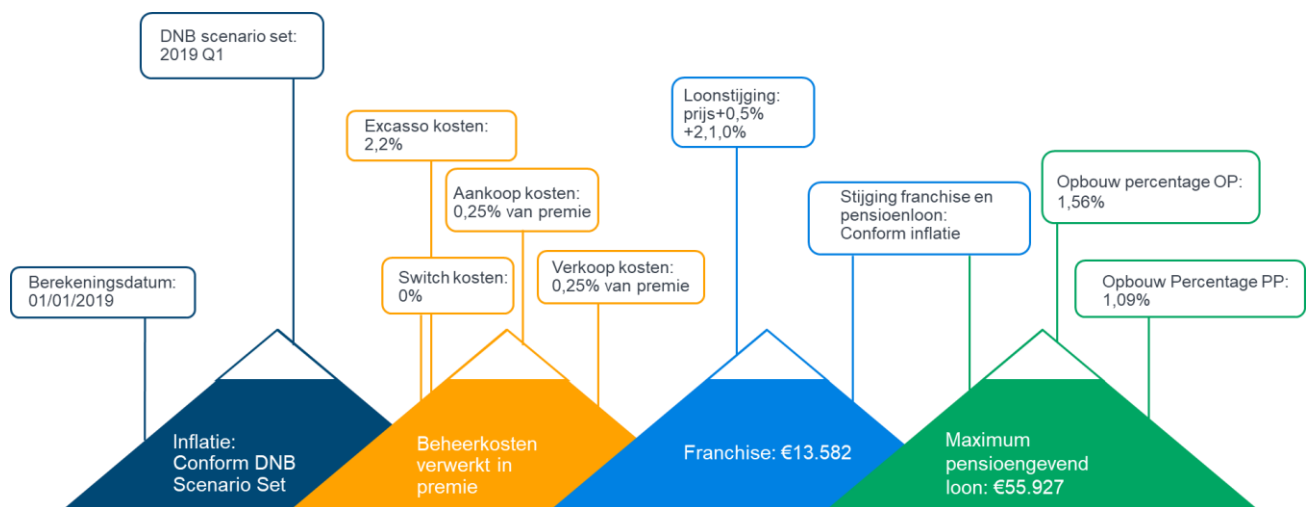 DNB scenario set:
2019 Q1
Berekeningsdatum:
01/01/2019
Inflatie:
Conform DNB
Scenario Set
Excasso kosten:
2,2%
Aankoop kosten:
0,25% van premie
Switch kosten:
0%
Verkoop kosten:
0,25% van premie
Beheerkosten
verwerkt in
premie
Loonstijging:
prijs+0,5%
+2,1,0%
Stijging franchise en
pensioenloon:
Conform inflatie
Franchise: €13.582
Opbouw percentage OP:
1,56%
Opbouw Percentage PP:
1,09%
Maximum
pensioengevend
loon: €55.927